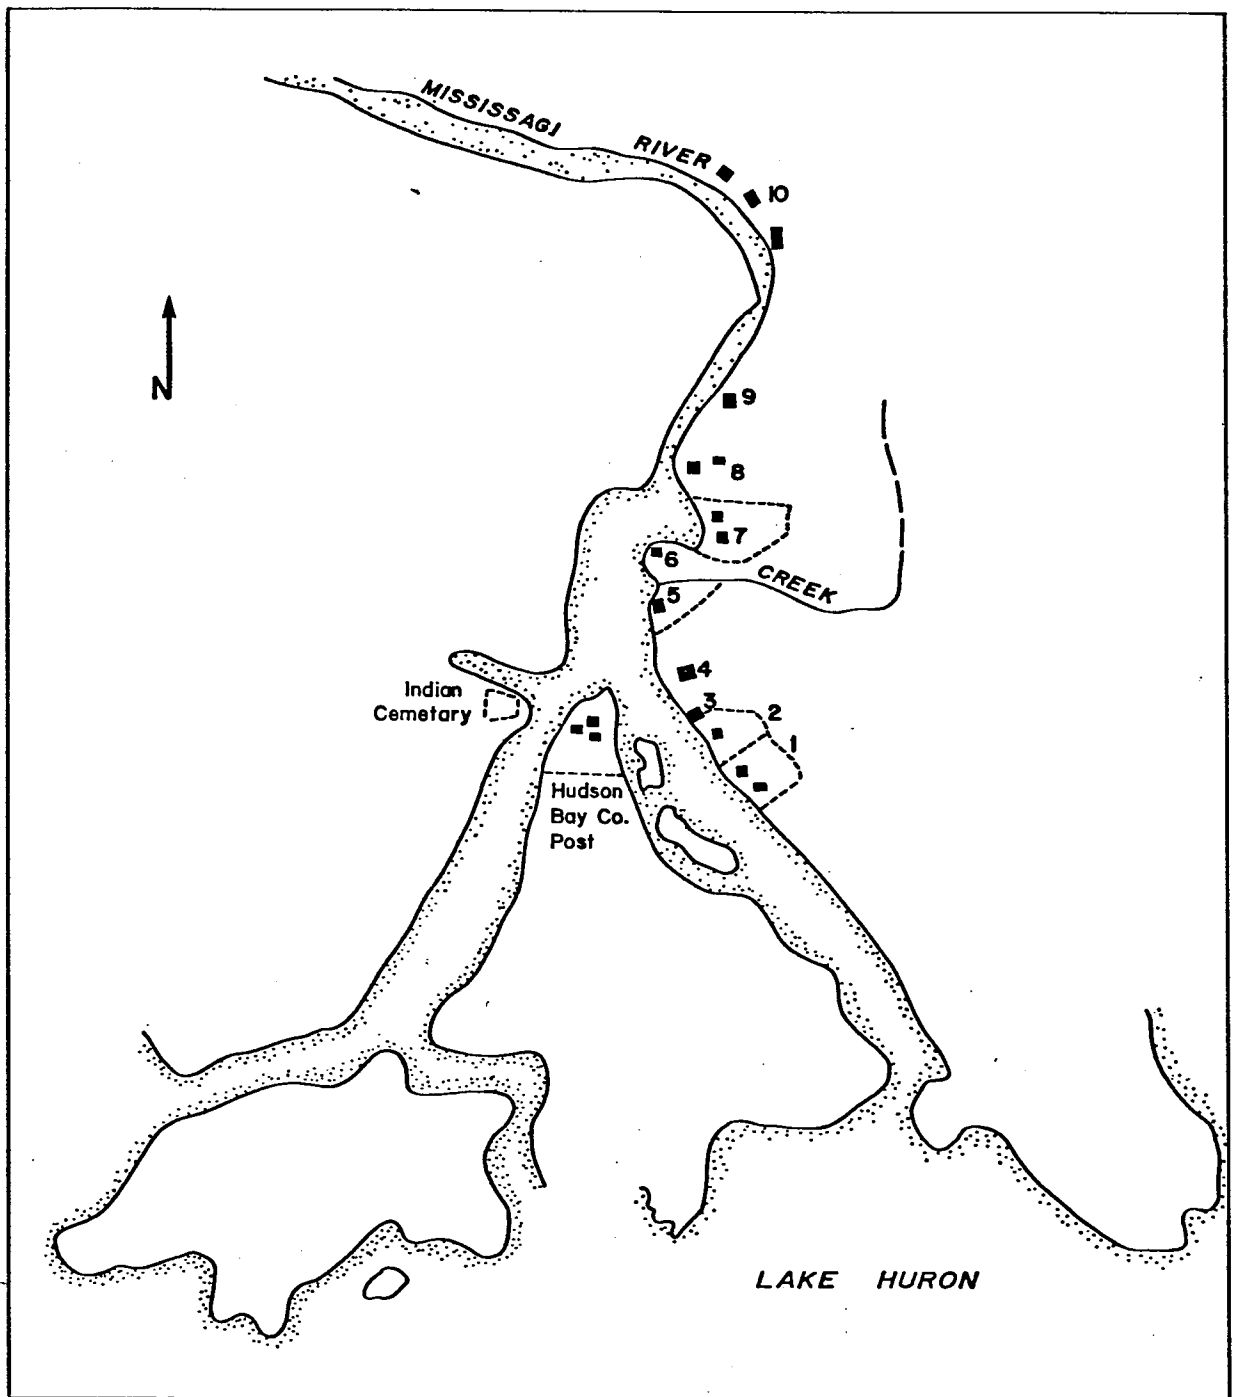 MISSISSAGI
RIVER
10
N
9
8
7
6
CREEK
5
4
Indian
Cemetary
3
2
1
Hudson
Bay Co.
Post
LAKE HURON